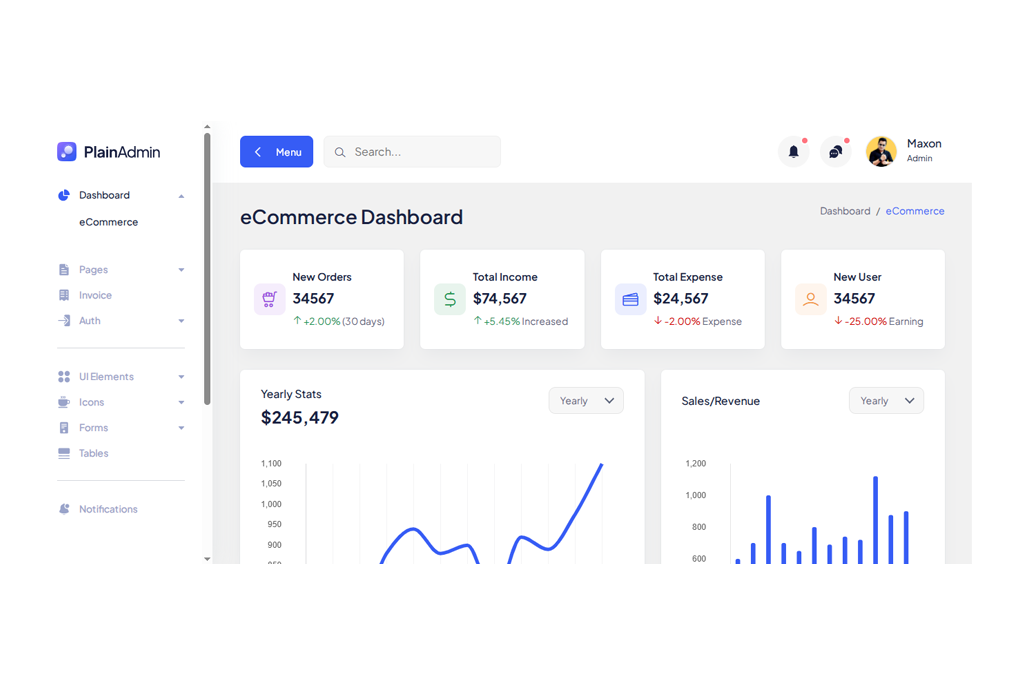 PlainAdmin
Dashboard
eCommerce
Pages
Invoice
Auth
UI Elements
Icons
Forms
Tables
Notifications
Menu
Search...
Maxon
Admin
eCommerce Dashboard
Dashboard / eCommerce
New Orders
34567
+2.00% (30 days)
Total Income
$74,567
+5.45% Increased
Total Expense
$24,567
-2.00% Expense
New User
34567
-25.00% Earning
Yearly Stats
$245,479
Yearly
1,100
1,050
1,000
950
900
Sales/Revenue
Yearly
1,200
1,000
800
600